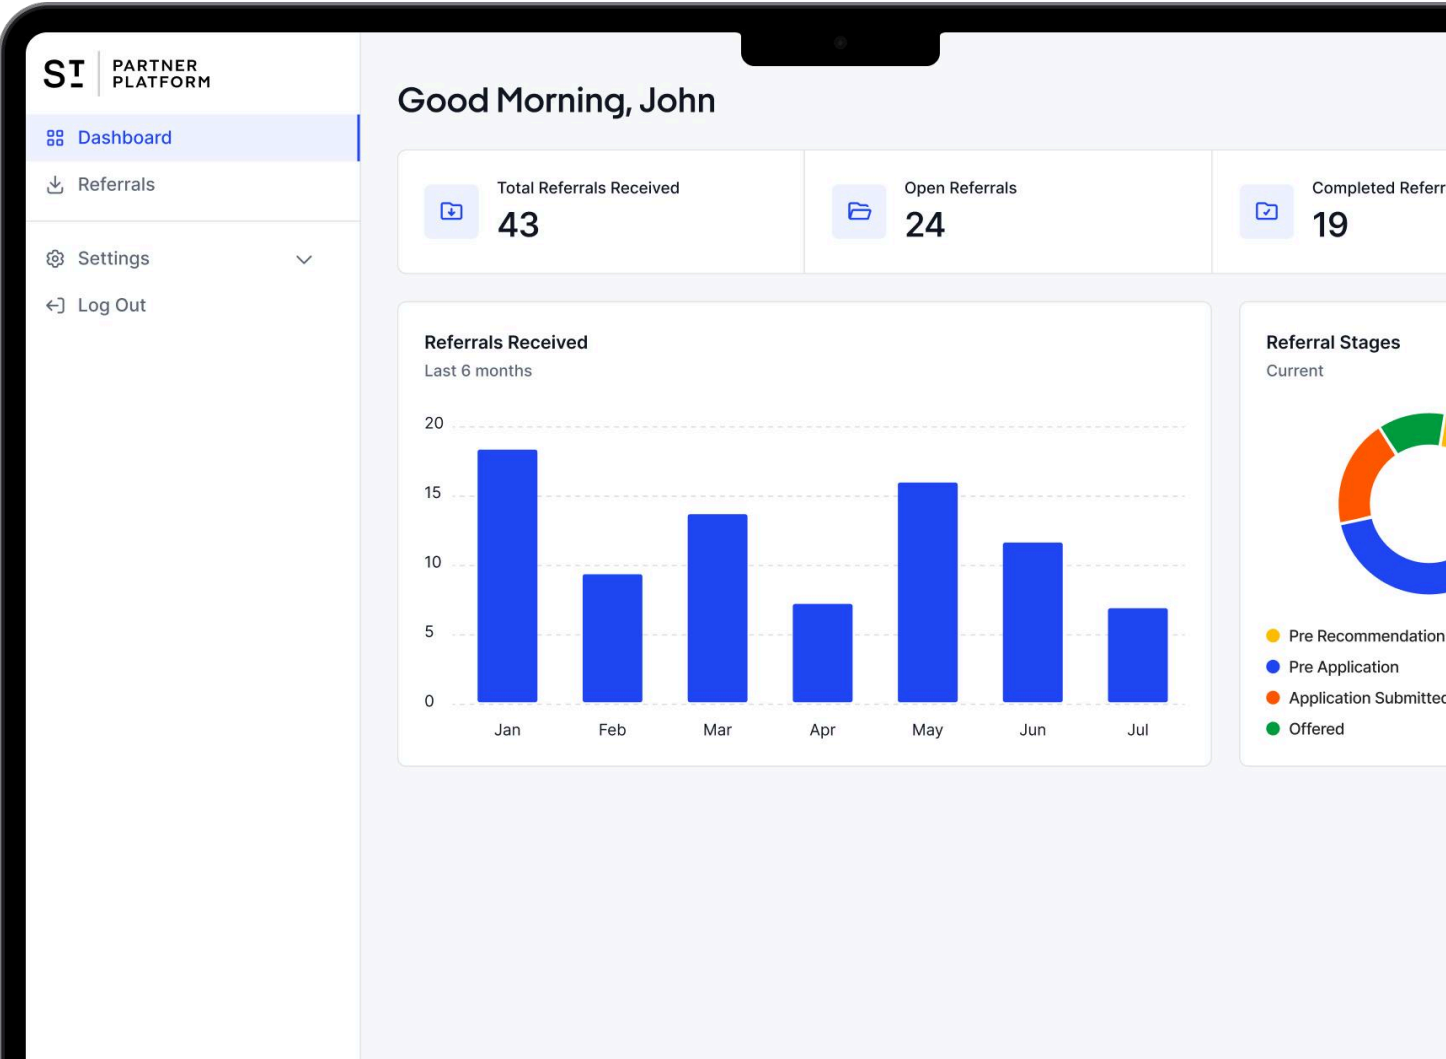 SI
PARTNER
PLATFORM
Dashboard
Referrals
Settings
Log Out
Good Morning, John
Total Referrals Received
43
Open Referrals
24
Completed
19
Referrals Received
Last 6 months
20
15
10
5
0
Jan Feb Mar Apr May Jun Jul
Referral Stages
Current
Pre Recommendation
Pre Application
Application
Offered